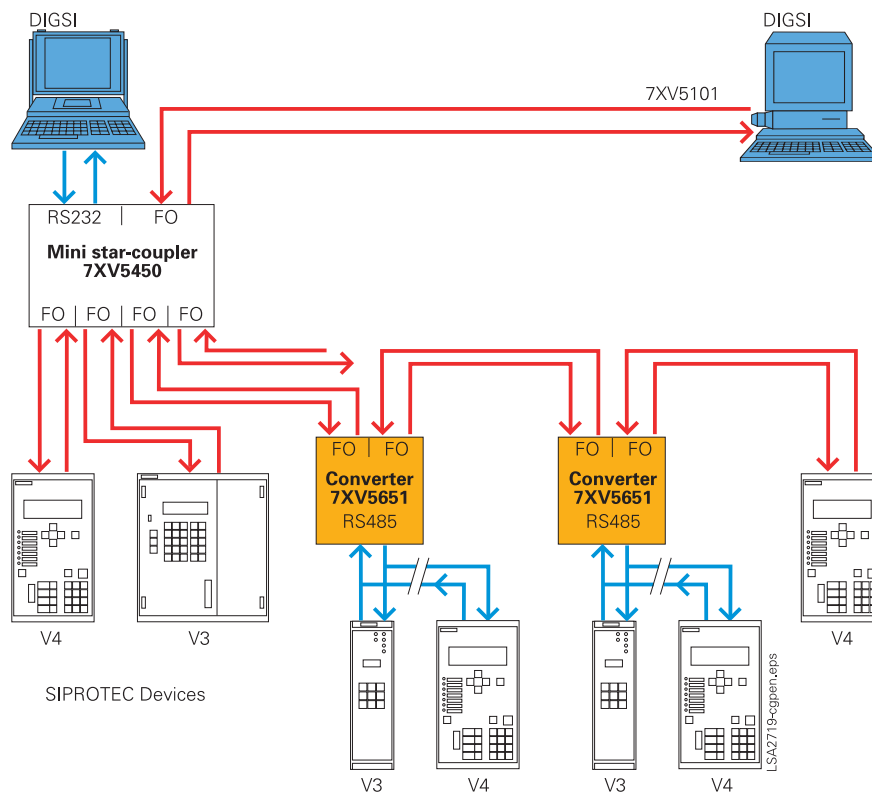 DIGSI
DIGSI
7XV5101
RS232 | FO
Mini star-coupler
7XV5450
FO | FO | FO | FO
FO | FO
Converter
7XV5651
RS485
FO | FO
Converter
7XV5651
RS485
V4
V3
V4
SIPROTEC Devices
LSA2719-cgpen.eps
V3
V4
V3
V4